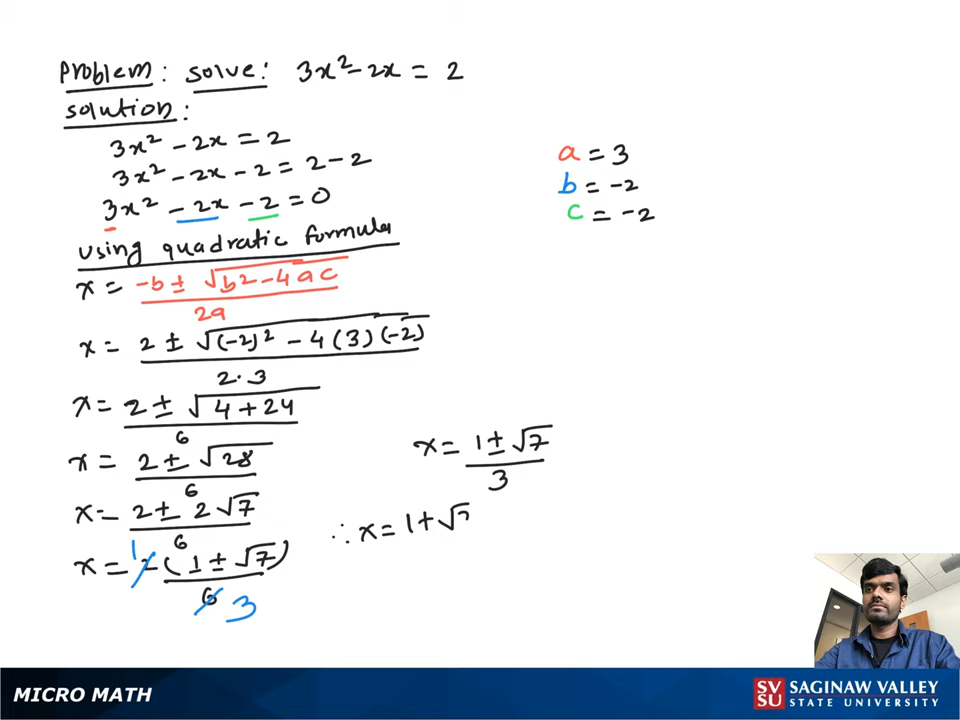 Problem: solve: 3x² - 2x = 2
solution:
3x² - 2x = 2
3x² - 2x - 2 = 2 - 2
3x² - 2x - 2 = 0
using quadratic formula
x = -b ± √b² - 4ac / 2a
x = 2 ± √(-2)² - 4(3)(-2) / 2·3
x = 2 ± √4+24 / 6
x = 2 ± √28 / 6
x = 2 ± 2√7 / 6
1
x = 2(1 ± √7) / 6
3
a = 3
b = -2
c = -2
x = 1 ± √7 / 3
∴ x = 1 + √
MICRO MATH
SVSU SAGINAW VALLEY
STATE UNIVERSITY